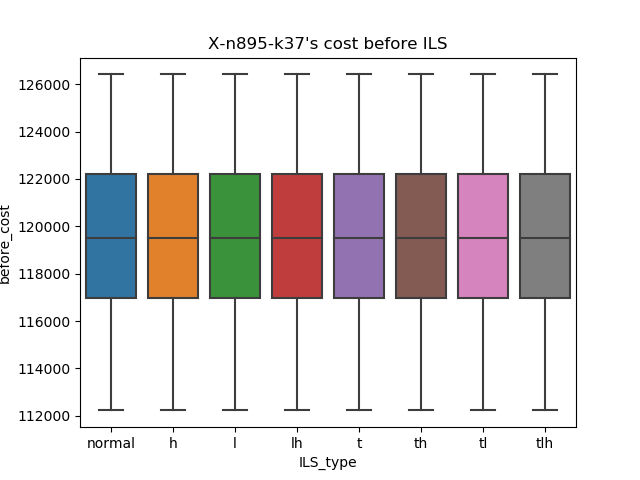 X-n895-k37's cost before ILS
126000
124000
122000
120000
118000
116000
114000
112000
before_cost
normal h l lh t th tl tlh
ILS_type